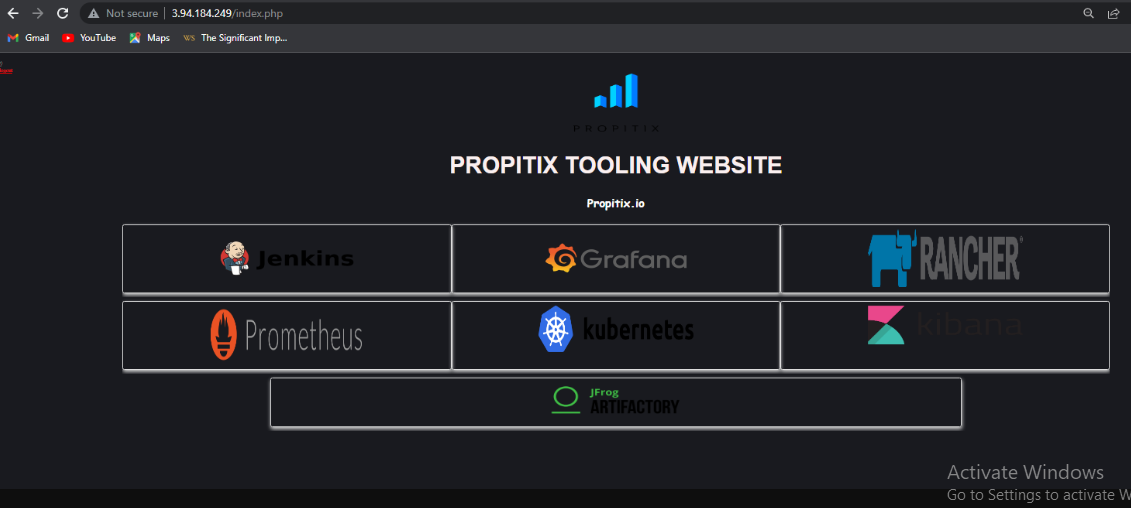 Not secure | 3.94.184.249/index.php
Gmail YouTube Maps WS The Significant Imp...
PROPITIX
PROPITIX TOOLING WEBSITE
Propitix.io
Jenkins Grafana RANCHER
Prometheus kubernetes kibana
JFrog
ARTIFACTORY
Activate Windows
Go to Settings to activate W